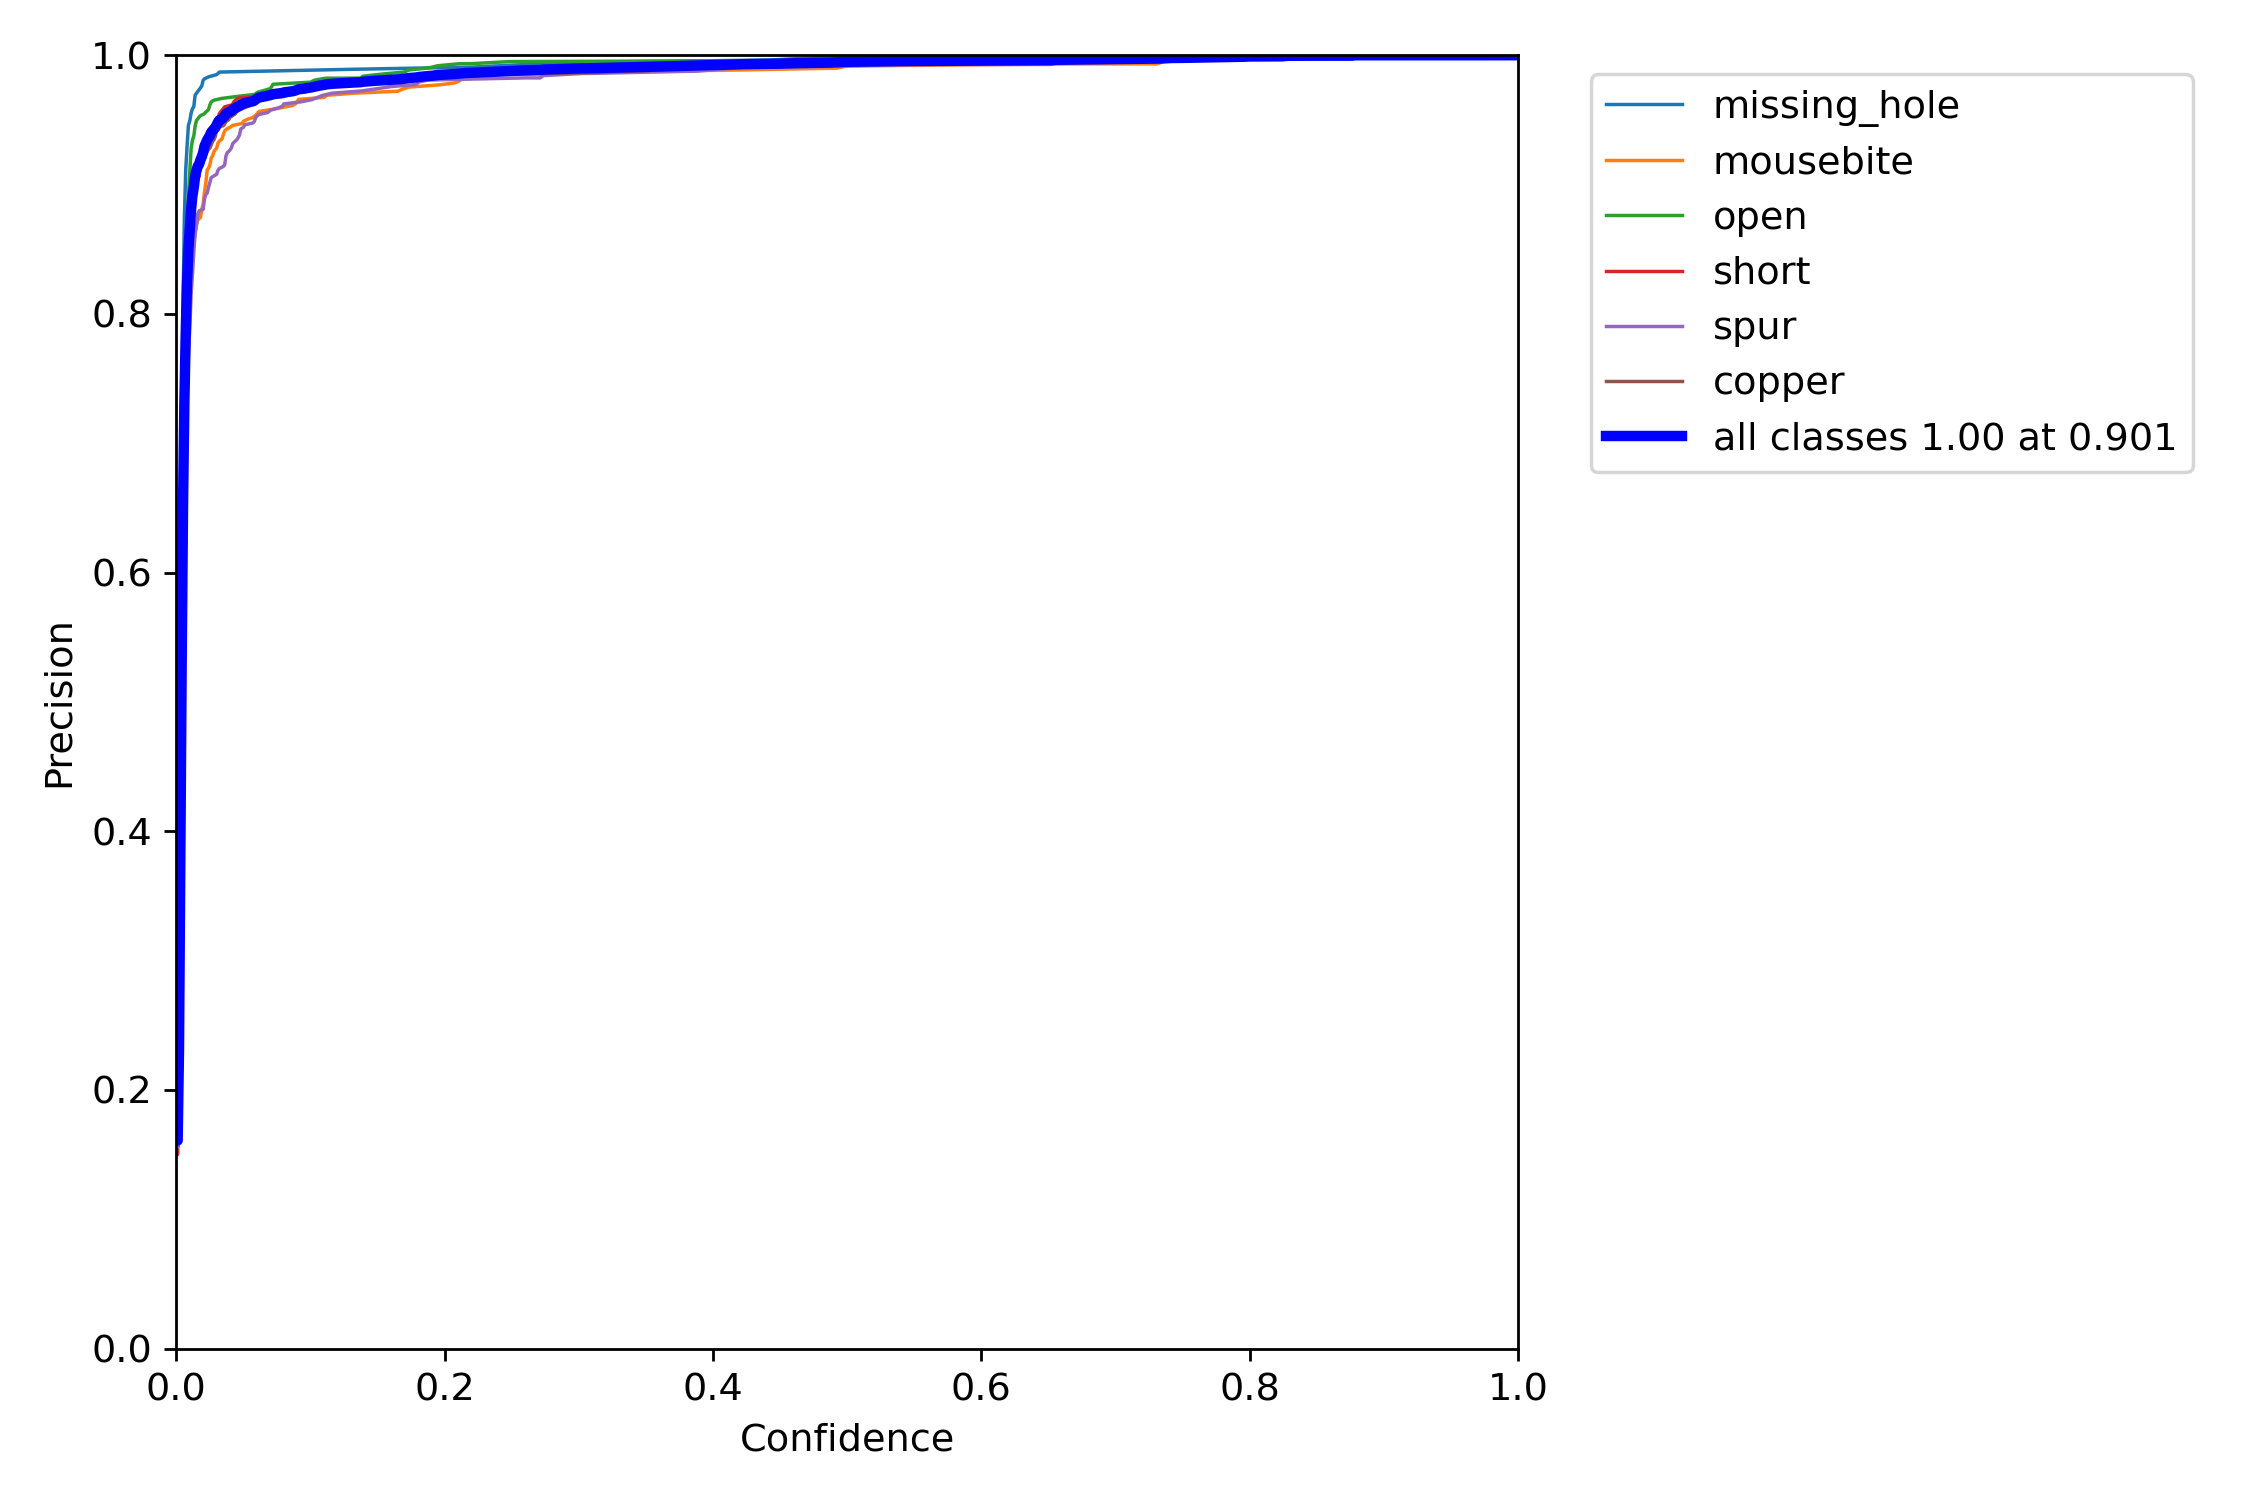 1.0
0.8
0.6
0.4
0.2
0.0
Precision
0.0 0.2 0.4 0.6 0.8 1.0
Confidence
missing_hole
mousebite
open
short
spur
copper
all classes 1.00 at 0.901